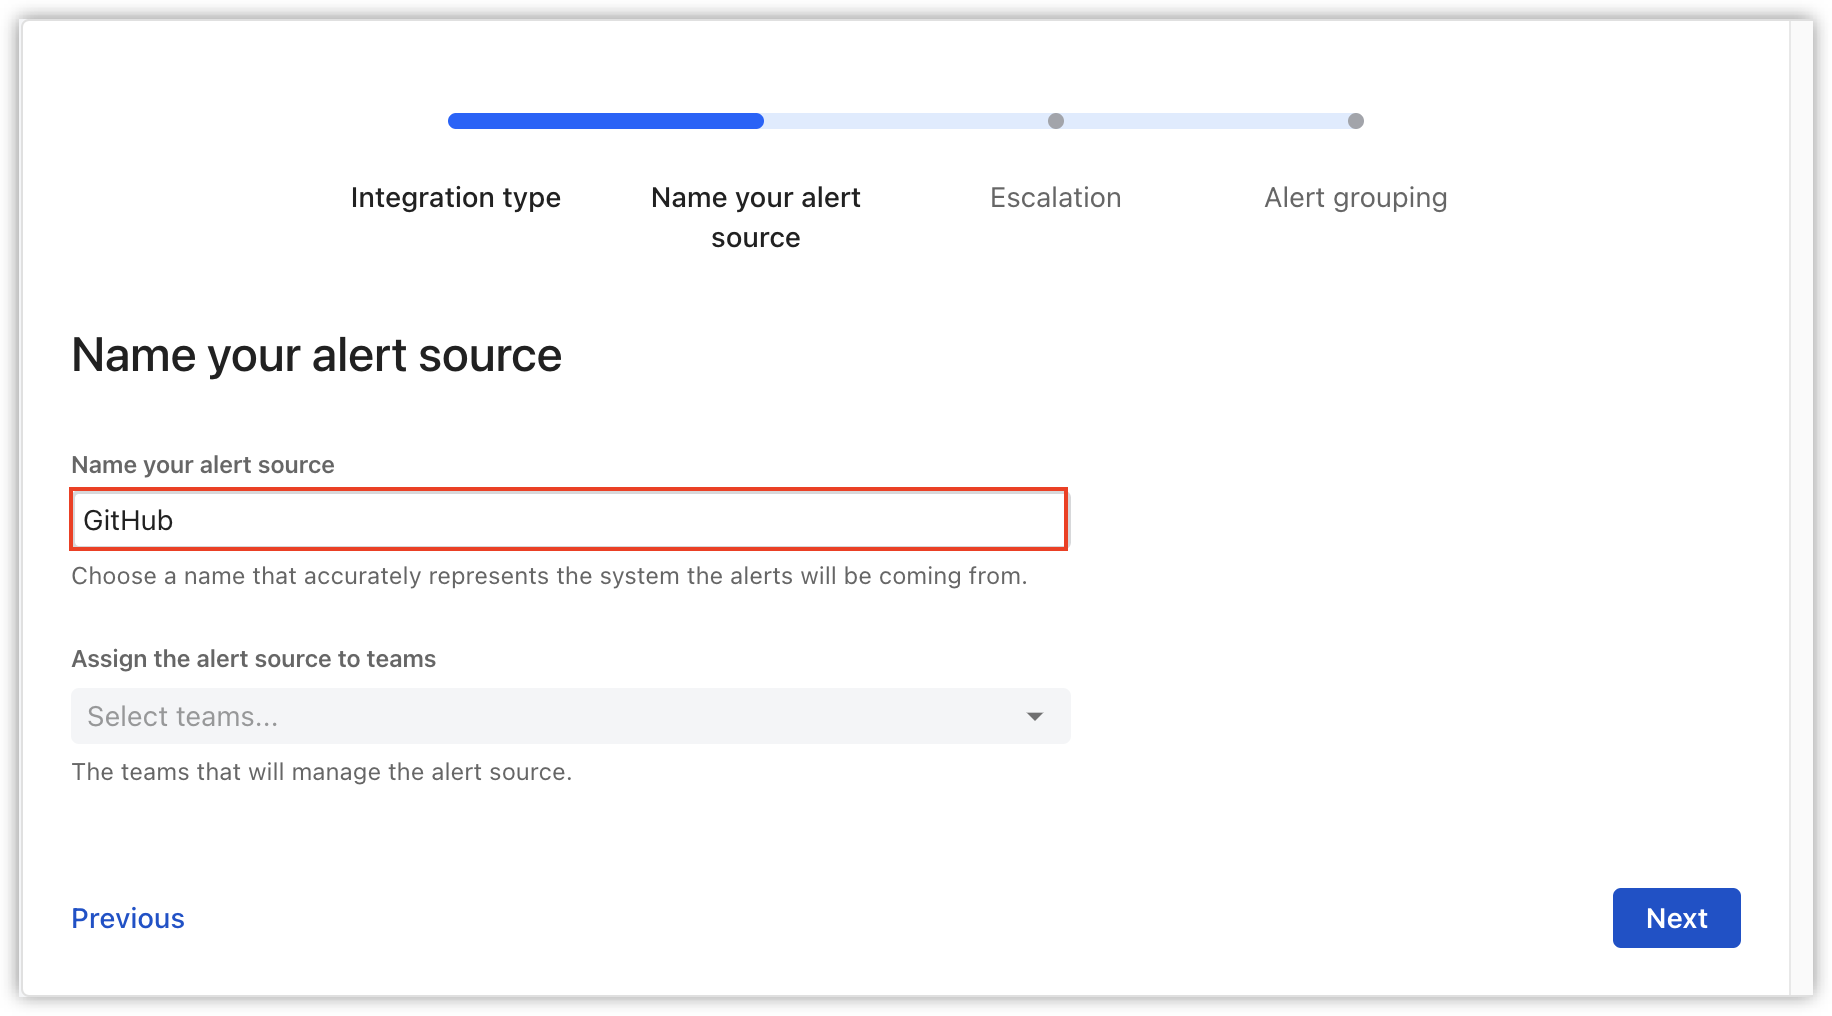 Integration type
Name your alert
source
Escalation
Alert grouping
Name your alert source
Name your alert source
GitHub
Choose a name that accurately represents the system the alerts will be coming from.
Assign the alert source to teams
Select teams...
The teams that will manage the alert source.
Previous
Next